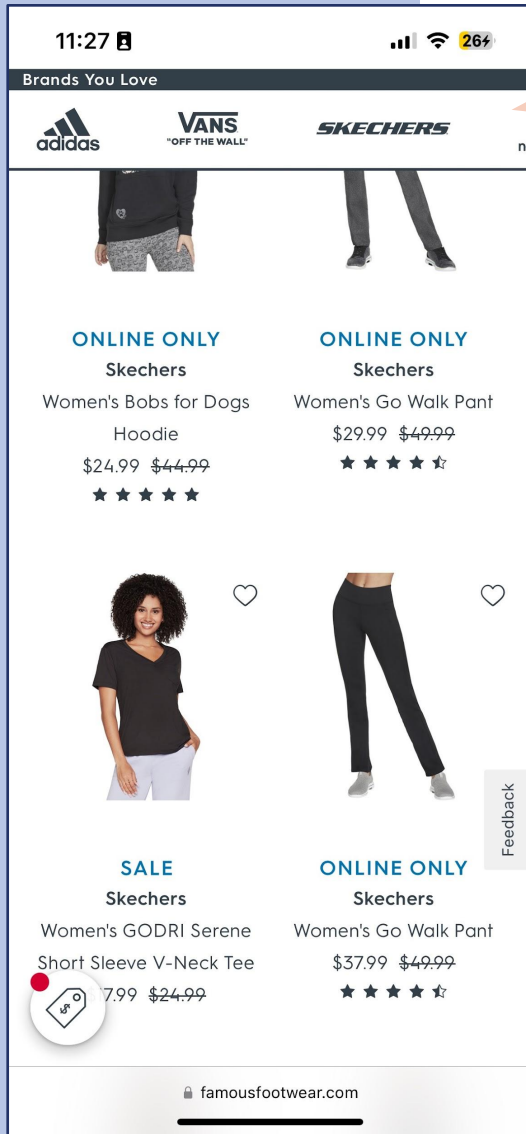 11:27
26
Brands You Love
adidas
VANS
"OFF THE WALL"
SKECHERS
n
ONLINE ONLY
Skechers
Women's Bobs for Dogs
Hoodie
$24.99 $44.99
ONLINE ONLY
Skechers
Women's Go Walk Pant
$29.99 $49.99
SALE
Skechers
Women's GODRI Serene
Short Sleeve V-Neck Tee
7.99 $24.99
ONLINE ONLY
Skechers
Women's Go Walk Pant
$37.99 $49.99
Feedback
$
famousfootwear.com